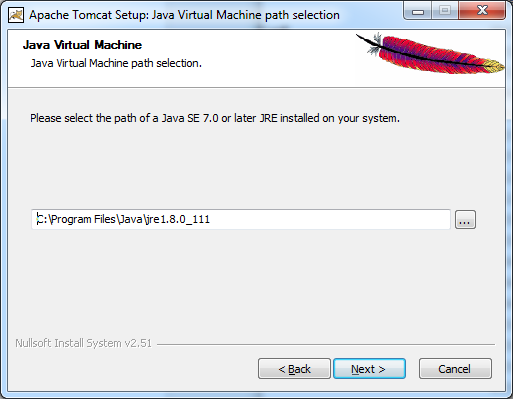 Apache Tomcat Setup: Java Virtual Machine path selection
Java Virtual Machine
Java Virtual Machine path selection.
Please select the path of a Java SE 7.0 or later JRE installed on your system.
C:\Program Files\Java\jre1.8.0_111
...
Nullsoft Install System v2.51
< Back
Next >
Cancel